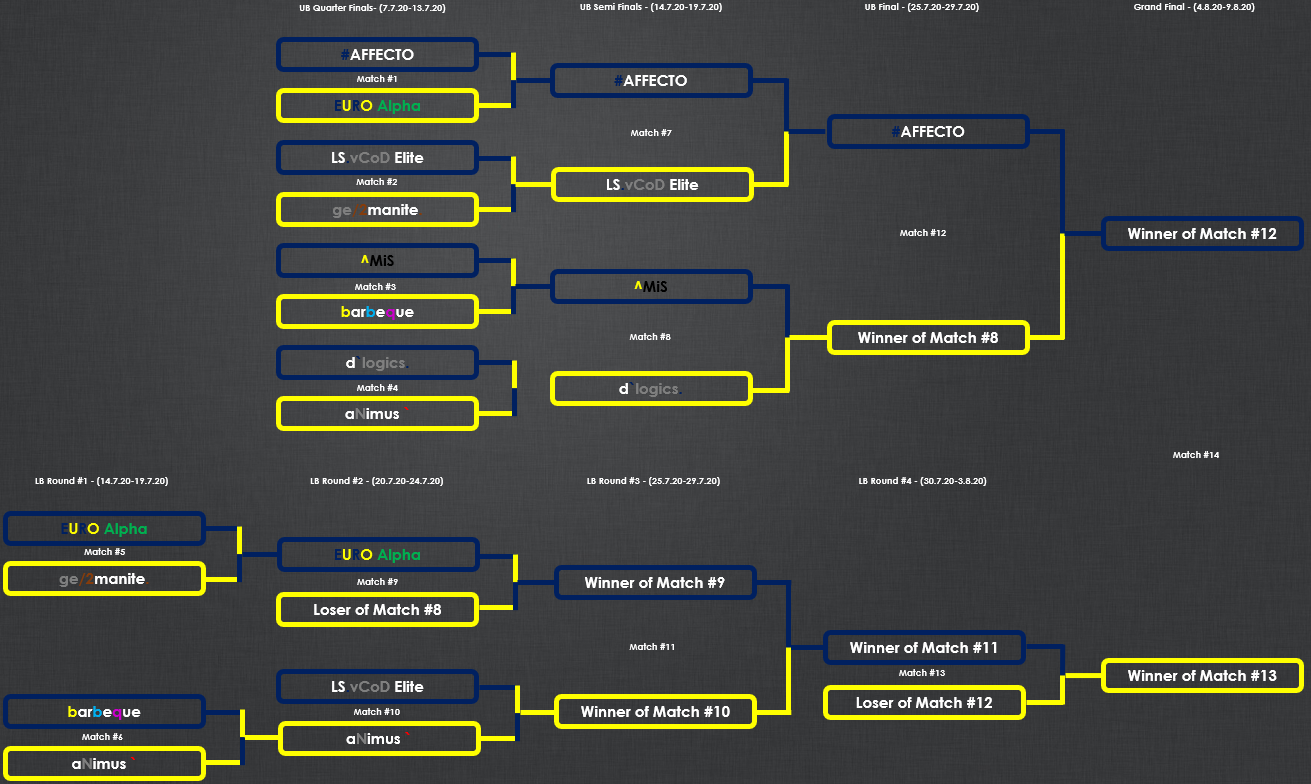 UB Quarter Finals- (7.7.20-13.7.20)
UB Semi Finals - (14.7.20-19.7.20)
UB Final - (25.7.20-29.7.20)
Grand Final - (4.8.20-9.8.20)
#AFFECTO
Match #1
EURO Alpha
LS vCoD Elite
Match #2
ge/2manite
^MiS
Match #3
barbeque
d`logics.
Match #4
aNimus `
#AFFECTO
Match #7
LS.vCoD Elite
^MiS
Match #8
d`logics.
#AFFECTO
Match #12
Winner of Match #8
Winner of Match #12
Match #14
LB Round #1 - (14.7.20-19.7.20)
LB Round #2 - (20.7.20-24.7.20)
LB Round #3 - (25.7.20-29.7.20)
LB Round #4 - (30.7.20-3.8.20)
EURO Alpha
Match #5
ge/2manite
barbeque
Match #6
aNimus `
EURO Alpha
Match #9
Loser of Match #8
LS vCoD Elite
Match #10
aNimus `
Winner of Match #9
Match #11
Winner of Match #10
Winner of Match #11
Match #13
Loser of Match #12
Winner of Match #13